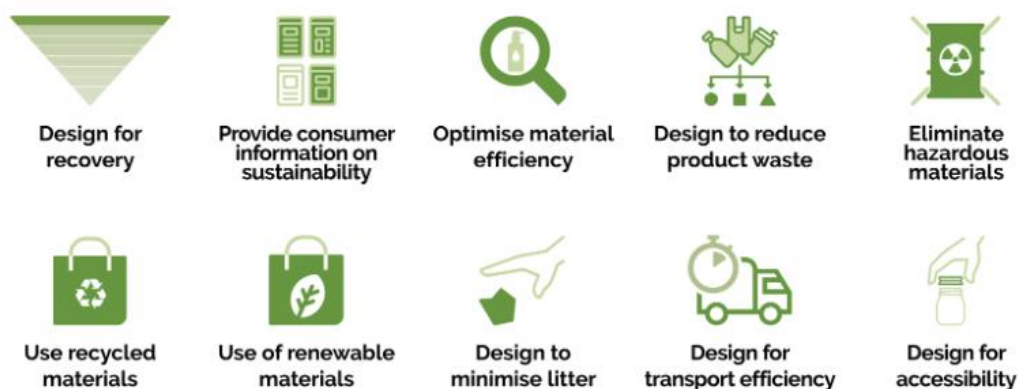 Design for
recovery
Provide consumer
information on
sustainability
Optimise material
efficiency
Design to reduce
product waste
Eliminate
hazardous
materials
Use recycled
materials
Use of renewable
materials
Design to
minimise litter
Design for
transport efficiency
Design for
accessibility